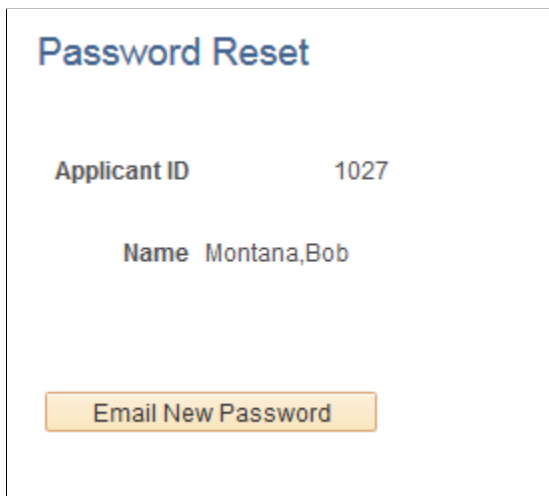 Password Reset
Applicant ID 1027
Name Montana,Bob
Email New Password